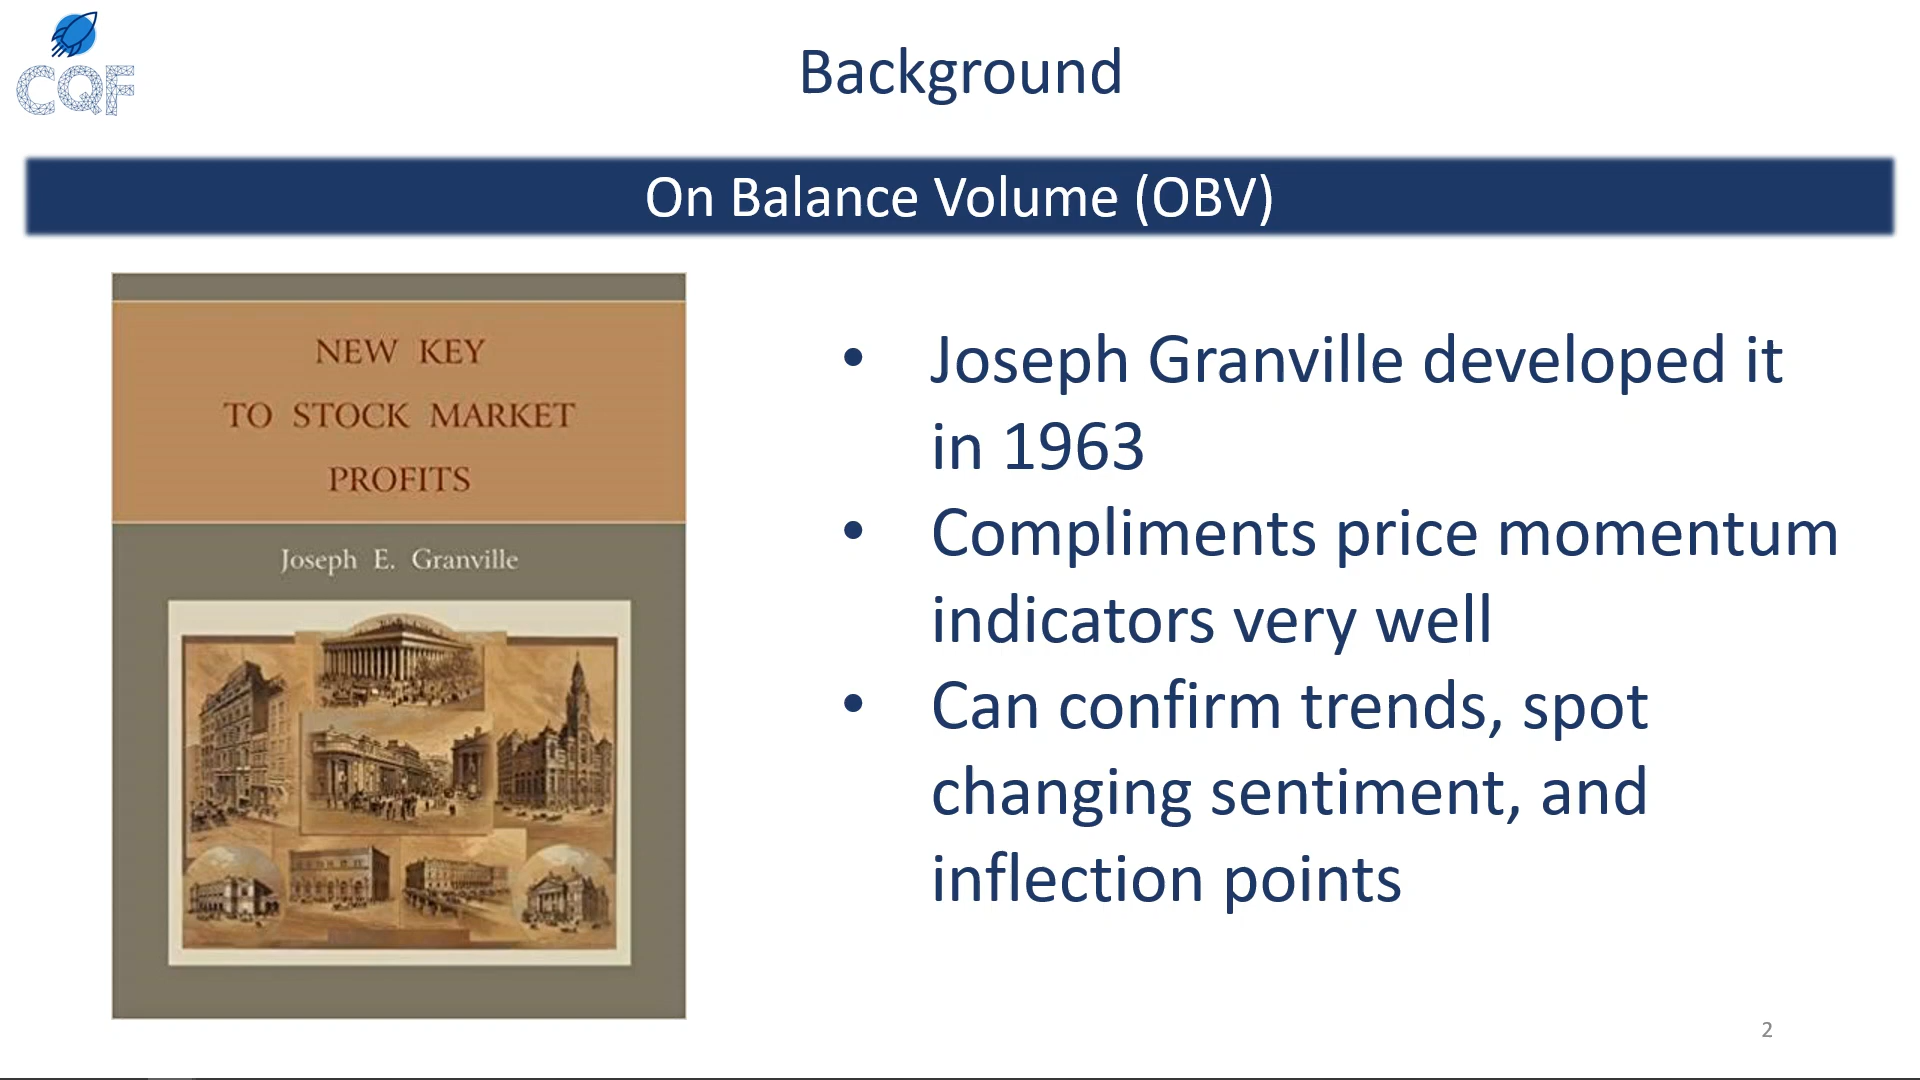 CQF
Background
On Balance Volume (OBV)
NEW KEY
TO STOCK MARKET
PROFITS
Joseph E. Granville
• Joseph Granville developed it
in 1963
• Compliments price momentum
indicators very well
• Can confirm trends, spot
changing sentiment, and
inflection points
2